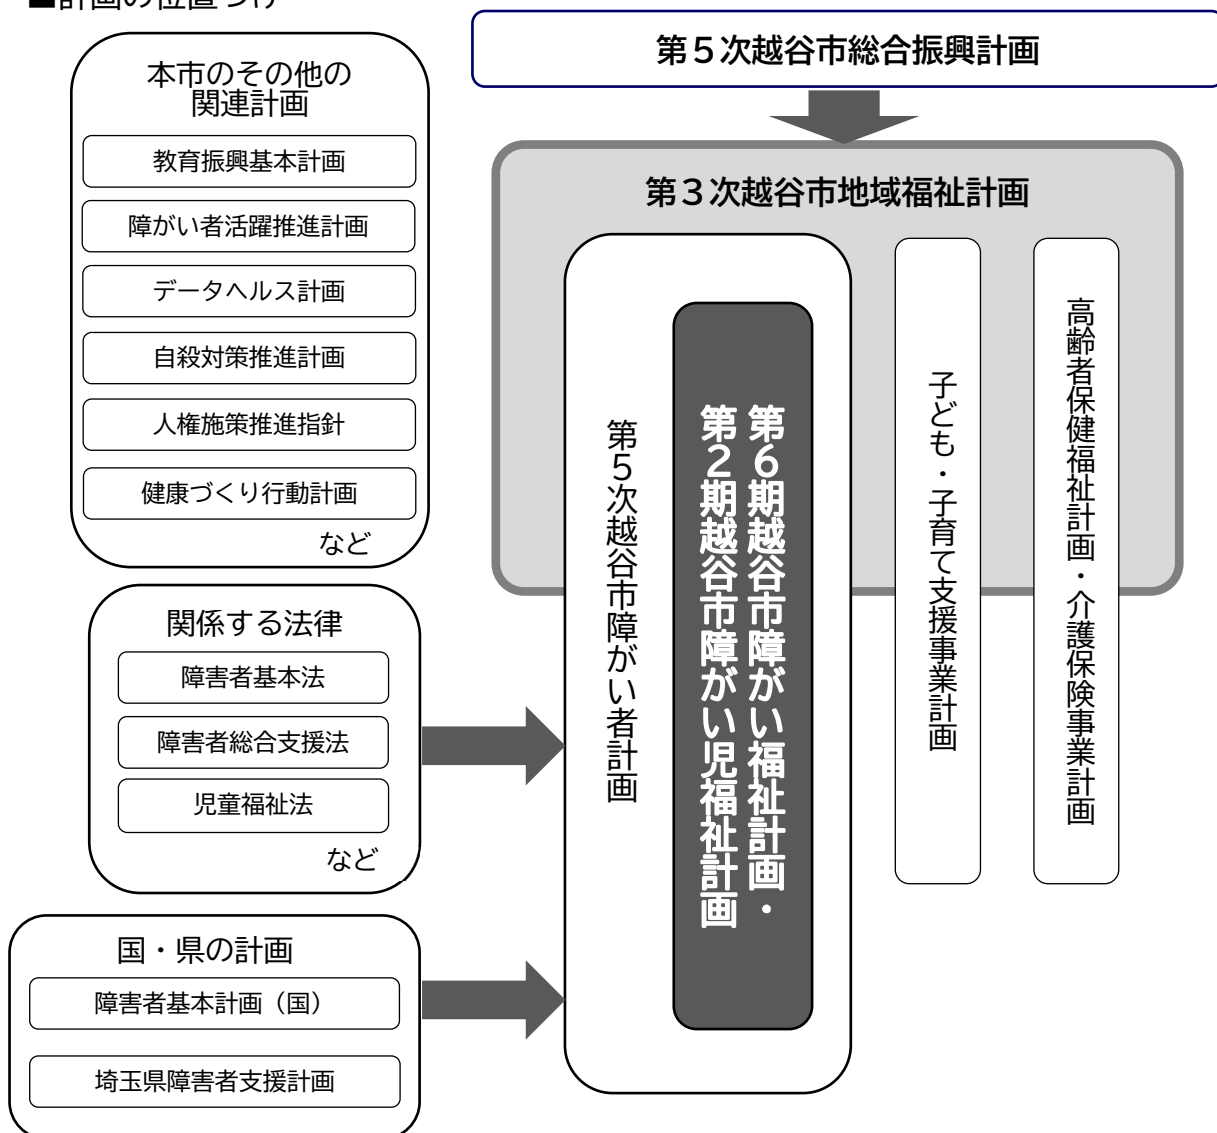 ■計画の位置づけ
本市のその他の
関連計画
教育振興基本計画
障がい者活躍推進計画
データヘルス計画
自殺対策推進計画
人権施策推進指針
健康づくり行動計画
など
関係する法律
障害者基本法
障害者総合支援法
児童福祉法
など
国・県の計画
障害者基本計画（国）
埼玉県障害者支援計画
第５次越谷市総合振興計画
第３次越谷市地域福祉計画
第５次越谷市障がい者計画
第６期越谷市障がい福祉計画・
第２期越谷市障がい児福祉計画
子ども・子育て支援事業計画
高齢者保健福祉計画・介護保険事業計画